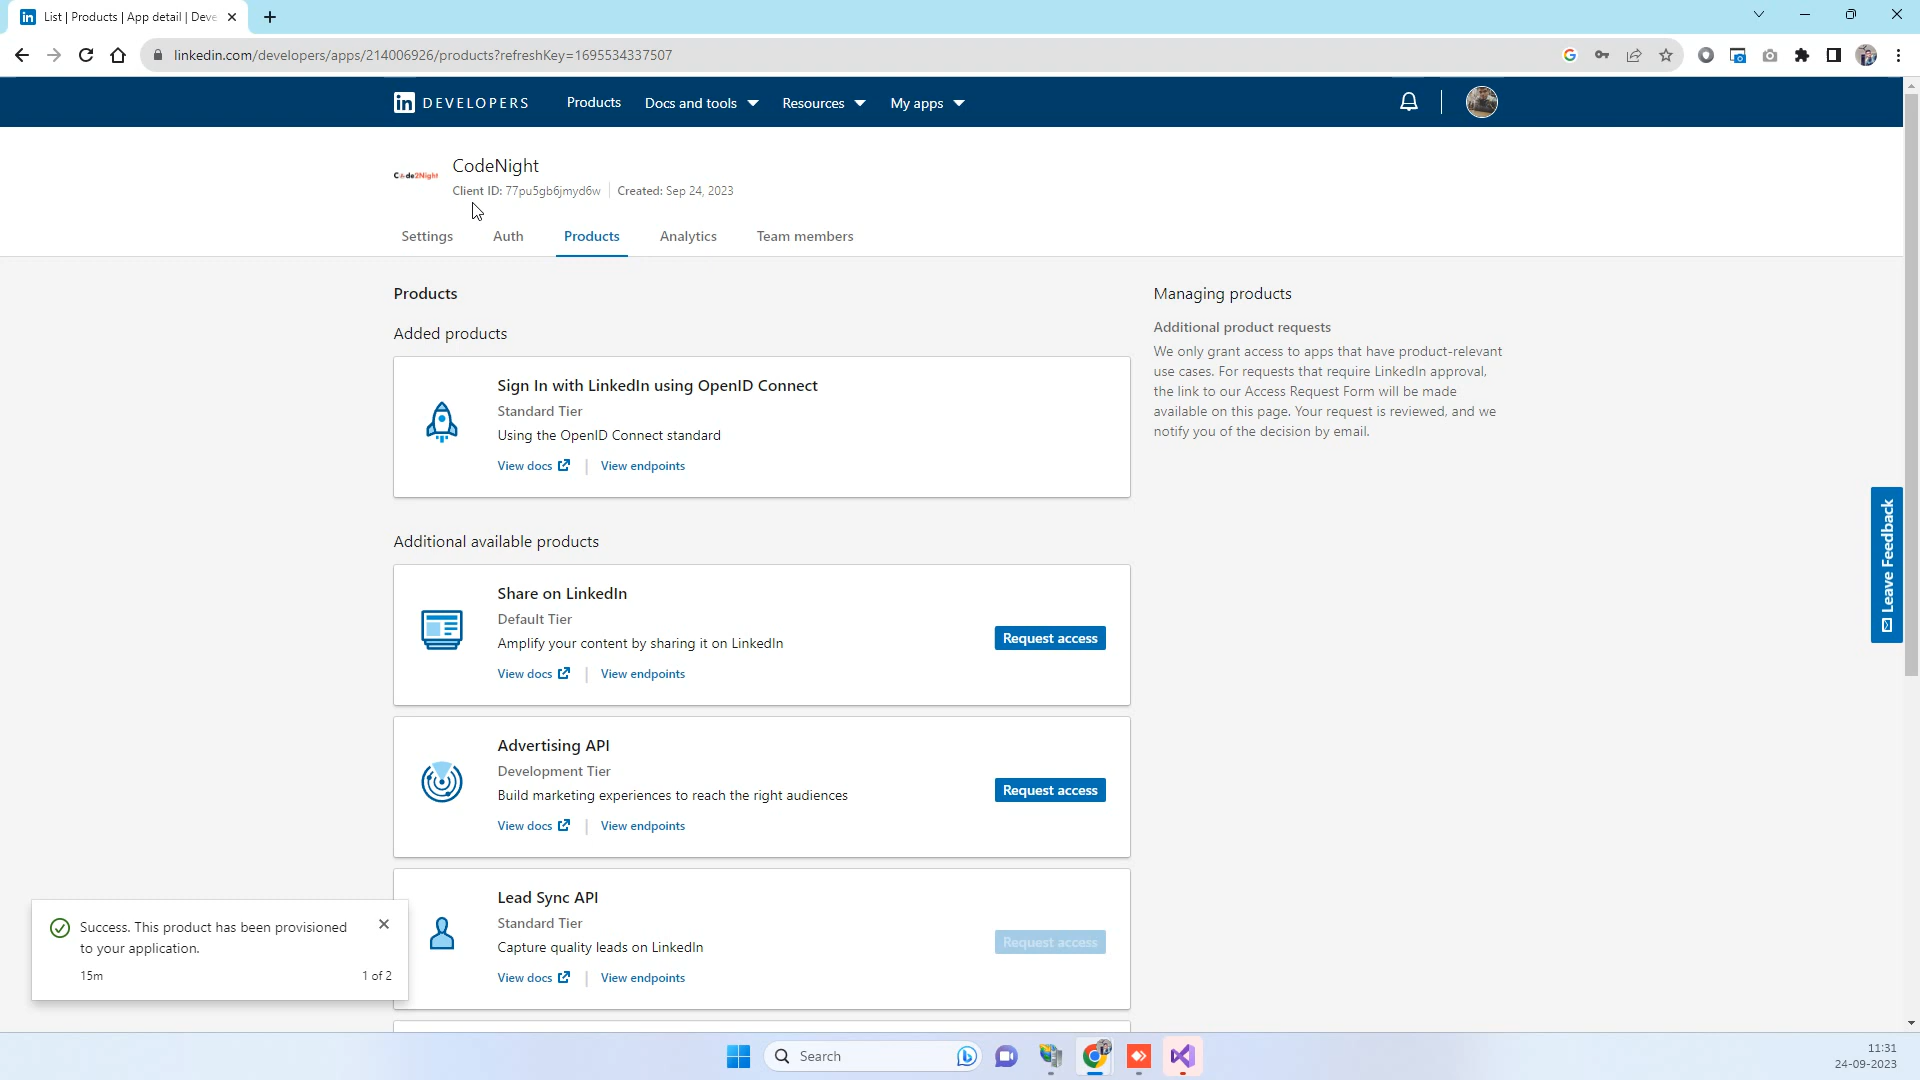 List | Products | App detail | Deve
linkedin.com/developers/apps/214006926/products?refreshKey=1695534337507
in DEVELOPERS Products Docs and tools Resources My apps
Code2Night
CodeNight
Client ID: 77pu5gb6jmyd6w Created: Sep 24, 2023
Settings Auth Products Analytics Team members
Products
Added products
Sign In with LinkedIn using OpenID Connect
Standard Tier
Using the OpenID Connect standard
View docs | View endpoints
Additional available products
Share on LinkedIn
Default Tier
Amplify your content by sharing it on LinkedIn
Request access
View docs | View endpoints
Advertising API
Development Tier
Build marketing experiences to reach the right audiences
Request access
View docs | View endpoints
Lead Sync API
Standard Tier
Capture quality leads on LinkedIn
Request access
View docs | View endpoints
Managing products
Additional product requests
We only grant access to apps that have product-relevant
use cases. For requests that require LinkedIn approval,
the link to our Access Request Form will be made
available on this page. Your request is reviewed, and we
notify you of the decision by email.
Leave Feedback
Success. This product has been provisioned
to your application.
15m 1 of 2
Search
11:31
24-09-2023